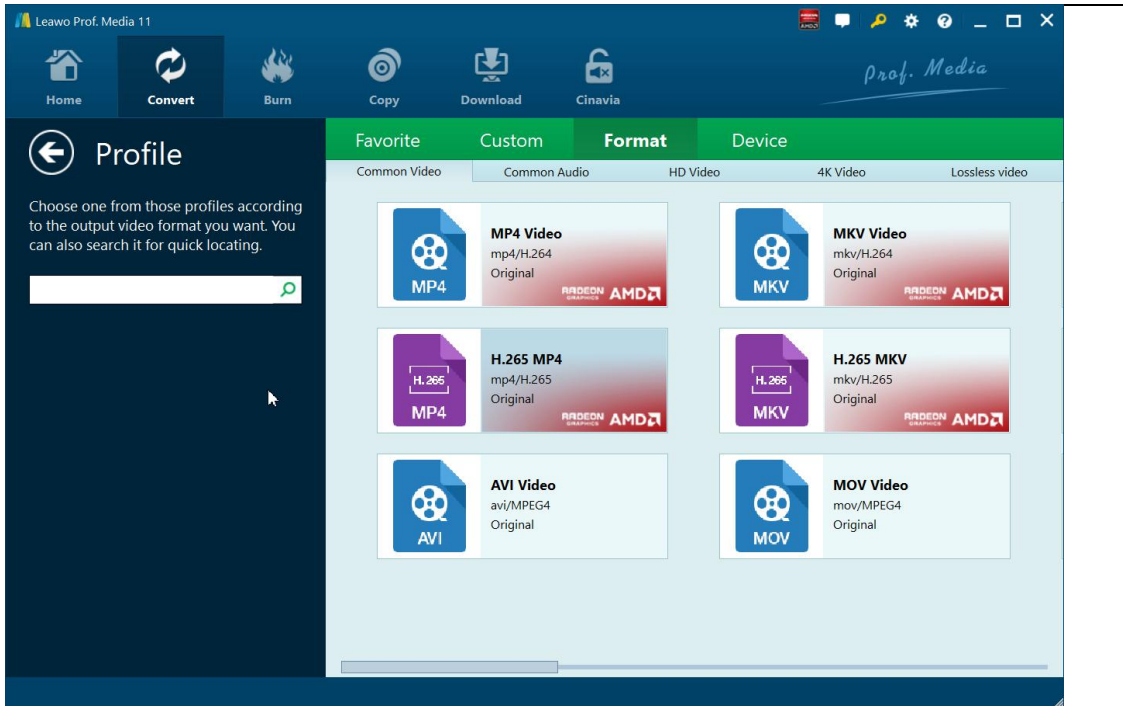 Leawo Prof. Media 11
Home
Convert
Burn
Copy
Download
Cinavia
Prof. Media
Profile
Choose one from those profiles according
to the output video format you want. You
can also search it for quick locating.
Favorite
Custom
Format
Device
Common Video
Common Audio
HD Video
4K Video
Lossless video
MP4
MP4 Video
mp4/H.264
Original
RADEON
GRAPHICS
AMD
MKV
MKV Video
mkv/H.264
Original
RADEON
GRAPHICS
AMD
H.265
MP4
H.265 MP4
mp4/H.265
Original
RADEON
GRAPHICS
AMD
H.265
MKV
H.265 MKV
mkv/H.265
Original
RADEON
GRAPHICS
AMD
AVI
AVI Video
avi/MPEG4
Original
MOV
MOV Video
mov/MPEG4
Original